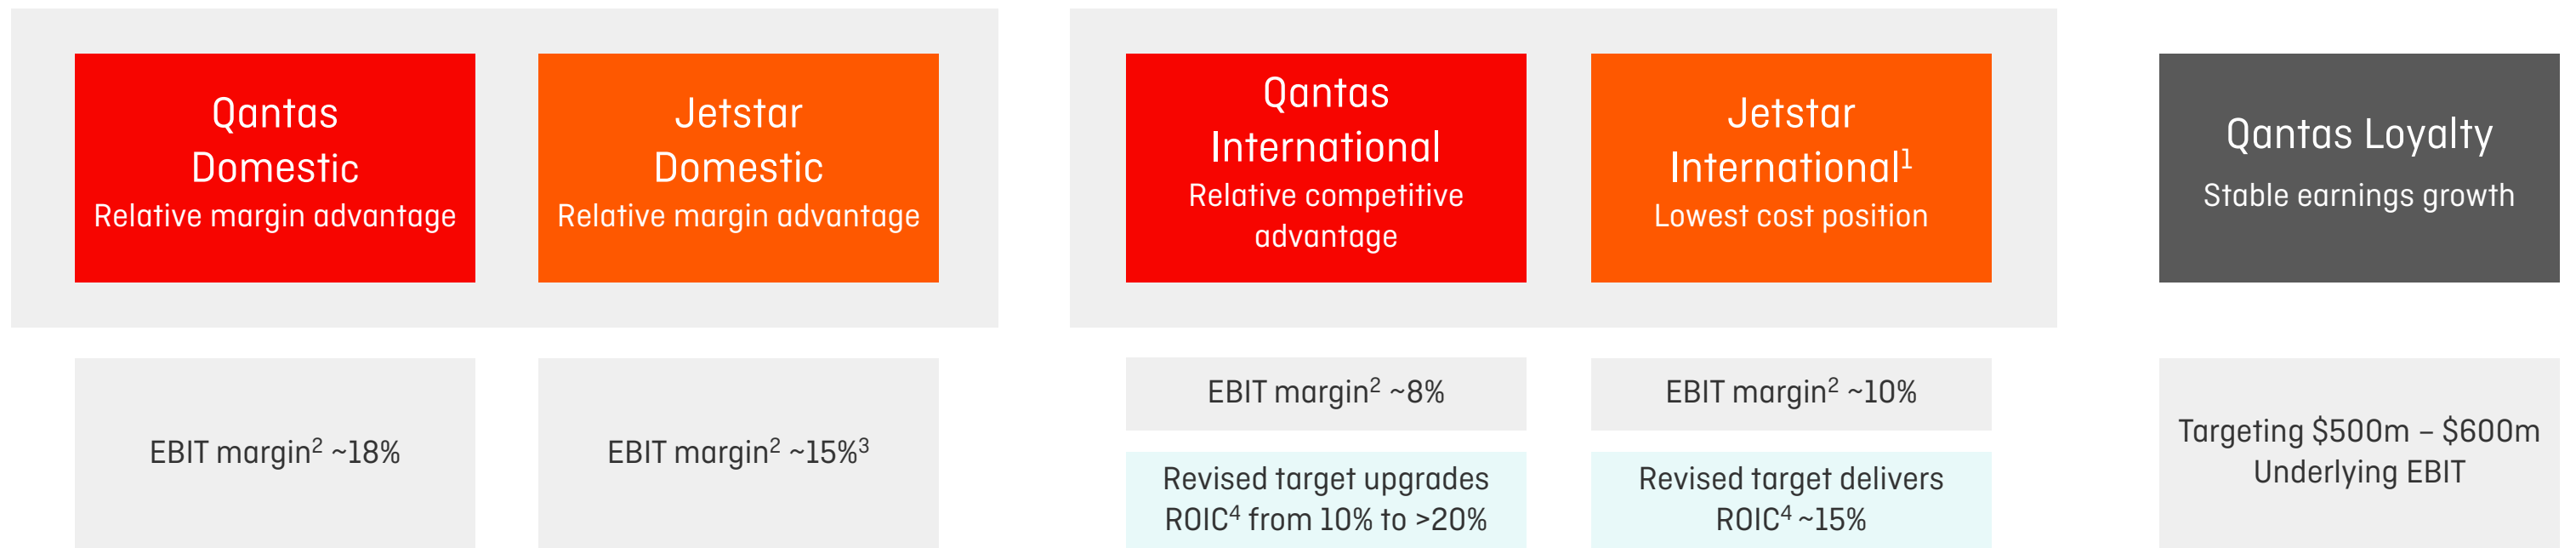 Qantas
Domestic
Relative margin advantage
Jetstar
Domestic
Relative margin advantage
Qantas
International
Relative competitive
advantage
Jetstar
International¹
Lowest cost position
Qantas Loyalty
Stable earnings growth
EBIT margin² ~18%
EBIT margin² ~15%³
EBIT margin² ~8%
Revised target upgrades
ROIC⁴ from 10% to >20%
EBIT margin² ~10%
Revised target delivers
ROIC⁴ ~15%
Targeting $500m – $600m
Underlying EBIT